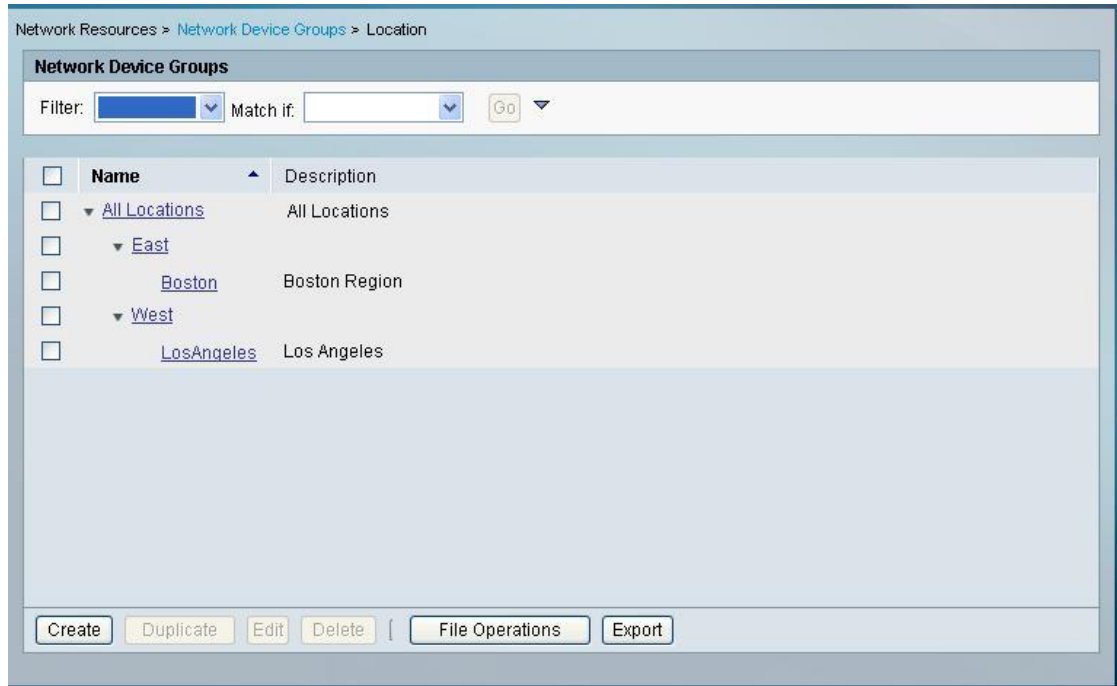 Network Resources > Network Device Groups > Location
Network Device Groups
Filter: Match if: Go
Name Description
All Locations All Locations
East
Boston Boston Region
West
LosAngeles Los Angeles
Create Duplicate Edit Delete | File Operations Export